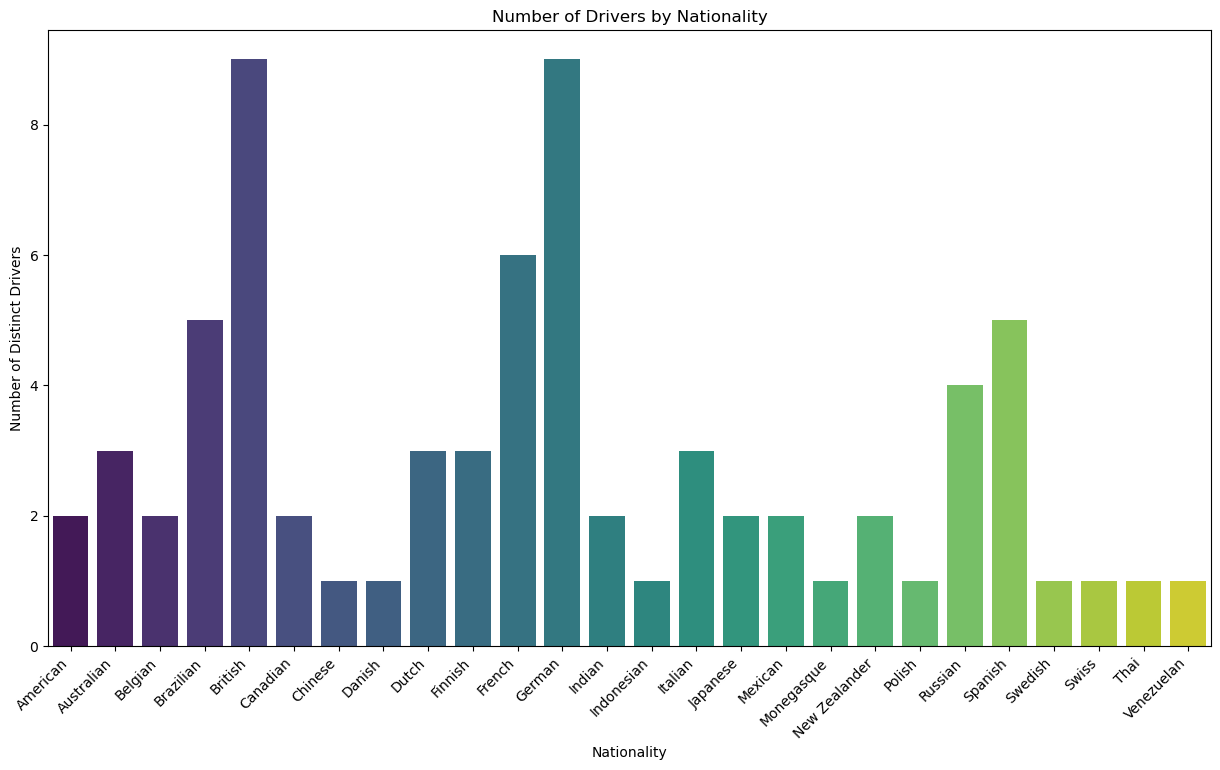 Number of Drivers by Nationality
Number of Distinct Drivers
8
6
4
2
0
American
Australian
Belgian
Brazilian
British
Canadian
Chinese
Danish
Dutch
Finnish
French
German
Indian
Indonesian
Italian
Japanese
Mexican
Monegasque
New Zealander
Polish
Russian
Spanish
Swedish
Swiss
Thai
Venezuelan
Nationality